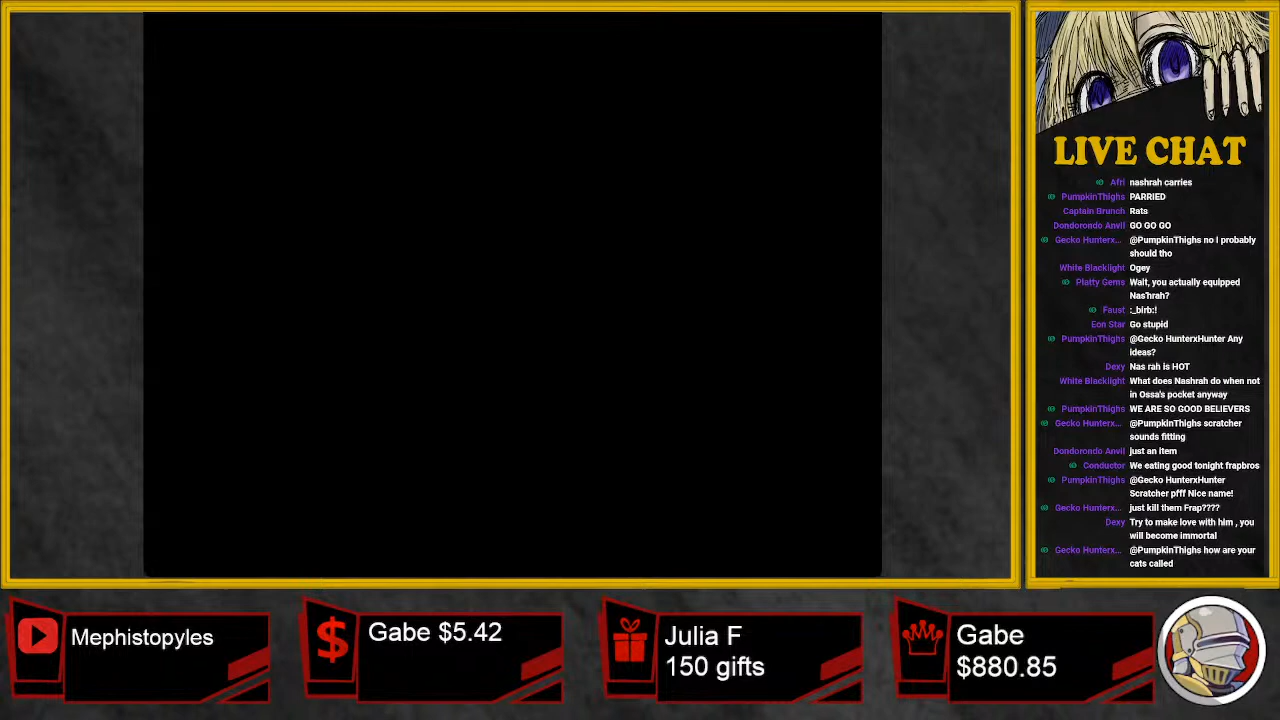 LIVE CHAT
Afri nashrah carries
PumpkinThighs PARRIED
Captain Brunch Rats
Dondorondo Anvil GO GO GO
Gecko Hunterx... @PumpkinThighs no I probably
should tho
White Blacklight Ogey
Platty Gems Wait, you actually equipped
Nas'hrah?
Faust :_birb:!
Eon Star Go stupid
PumpkinThighs @Gecko HunterxHunter Any
ideas?
Dexy Nas rah is HOT
White Blacklight What does Nashrah do when not
in Ossa's pocket anyway
PumpkinThighs WE ARE SO GOOD BELIEVERS
Gecko Hunterx... @PumpkinThighs scratcher
sounds fitting
Dondorondo Anvil just an item
Conductor We eating good tonight frapbros
PumpkinThighs @Gecko HunterxHunter
Scratcher pfff Nice name!
Gecko Hunterx... just kill them Frap????
Dexy Try to make love with him , you
will become immortal
Gecko Hunterx... @PumpkinThighs how are your
cats called
Mephistopyles
$
Gabe $5.42
Julia F
150 gifts
Gabe
$880.85